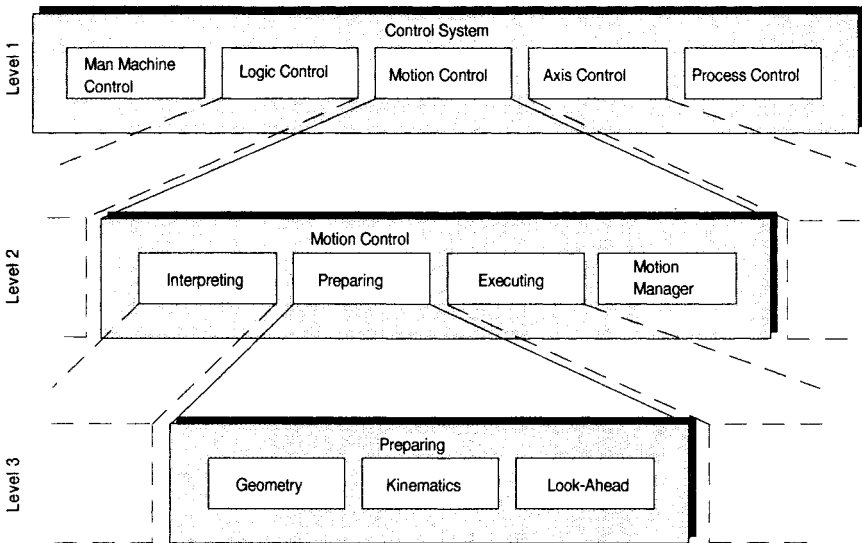 Level 1
Control System
Man Machine
Control
Logic Control
Motion Control
Axis Control
Process Control
Level 2
Motion Control
Interpreting
Preparing
Executing
Motion
Manager
Level 3
Preparing
Geometry
Kinematics
Look-Ahead